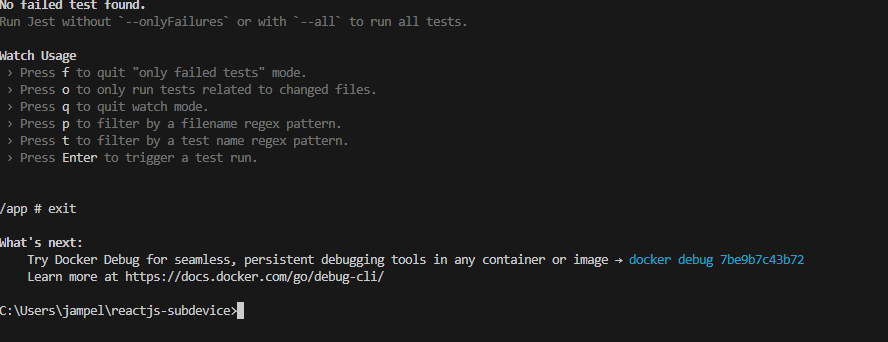 No failed test found.
Run Jest without `--onlyFailures` or with `--all` to run all tests.
Watch Usage
› Press f to quit "only failed tests" mode.
› Press o to only run tests related to changed files.
› Press q to quit watch mode.
› Press p to filter by a filename regex pattern.
› Press t to filter by a test name regex pattern.
› Press Enter to trigger a test run.
/app # exit
What's next:
Try Docker Debug for seamless, persistent debugging tools in any container or image → docker debug 7be9b7c43b72
Learn more at https://docs.docker.com/go/debug-cli/
C:\Users\jampel\reactjs-subdevice>